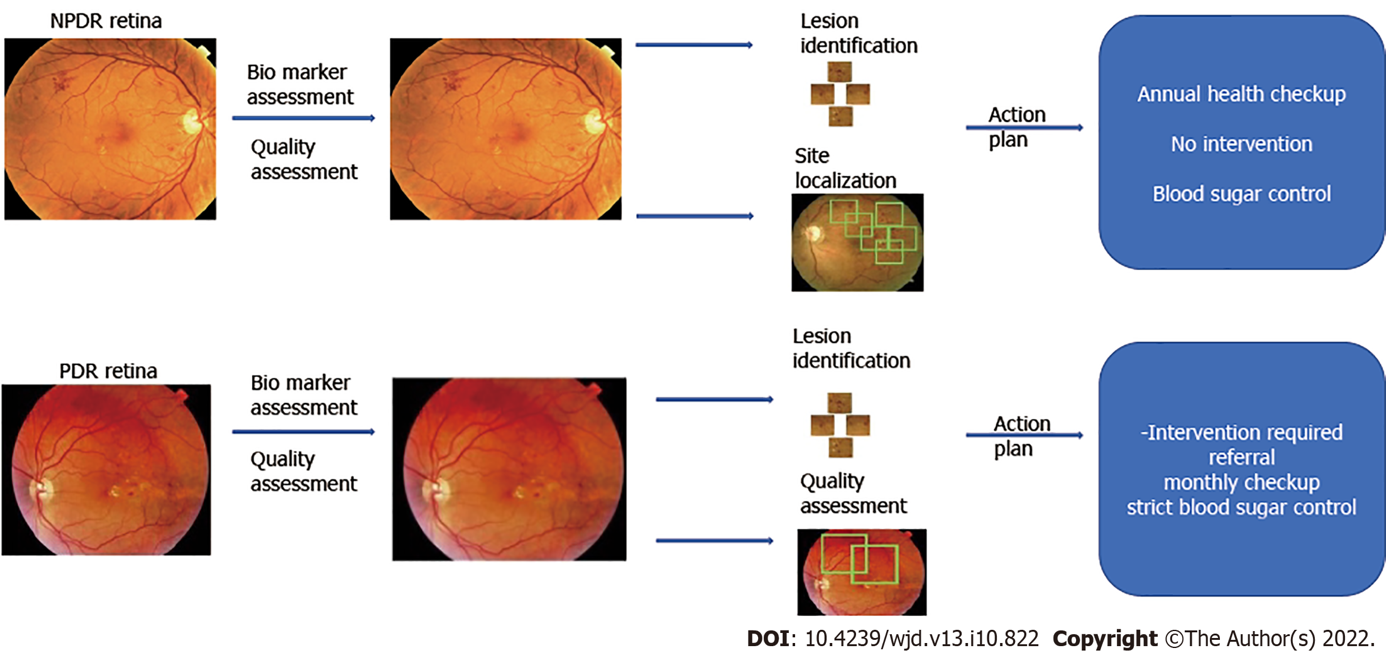 NPDR retina
Bio marker
assessment
Quality
assessment
Lesion
identification
Site
localization
Action
plan
Annual health checkup
No intervention
Blood sugar control
PDR retina
Bio marker
assessment
Quality
assessment
Lesion
identification
Quality
assessment
Action
plan
-Intervention required
referral
monthly checkup
strict blood sugar control
DOI: 10.4239/wjd.v13.i10.822 Copyright ©The Author(s) 2022.